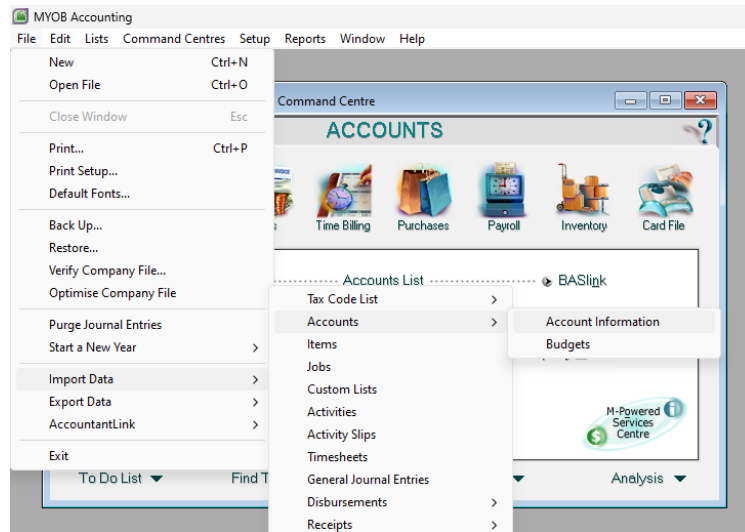 MYOB Accounting
File Edit Lists Command Centres Setup Reports Window Help
New Ctrl+N
Open File Ctrl+O
Close Window Esc
Print... Ctrl+P
Print Setup...
Default Fonts...
Back Up...
Restore...
Verify Company File...
Optimise Company File
Purge Journal Entries
Start a New Year
Import Data
Export Data
AccountantLink
Exit
Command Centre
ACCOUNTS
Time Billing Purchases Payroll Inventory Card File
Accounts List BASlink
Tax Code List
Accounts
Items
Jobs
Custom Lists
Activities
Activity Slips
Timesheets
General Journal Entries
Disbursements
Receipts
Account Information
Budgets
M-Powered
Services
Centre
To Do List Find T Analysis